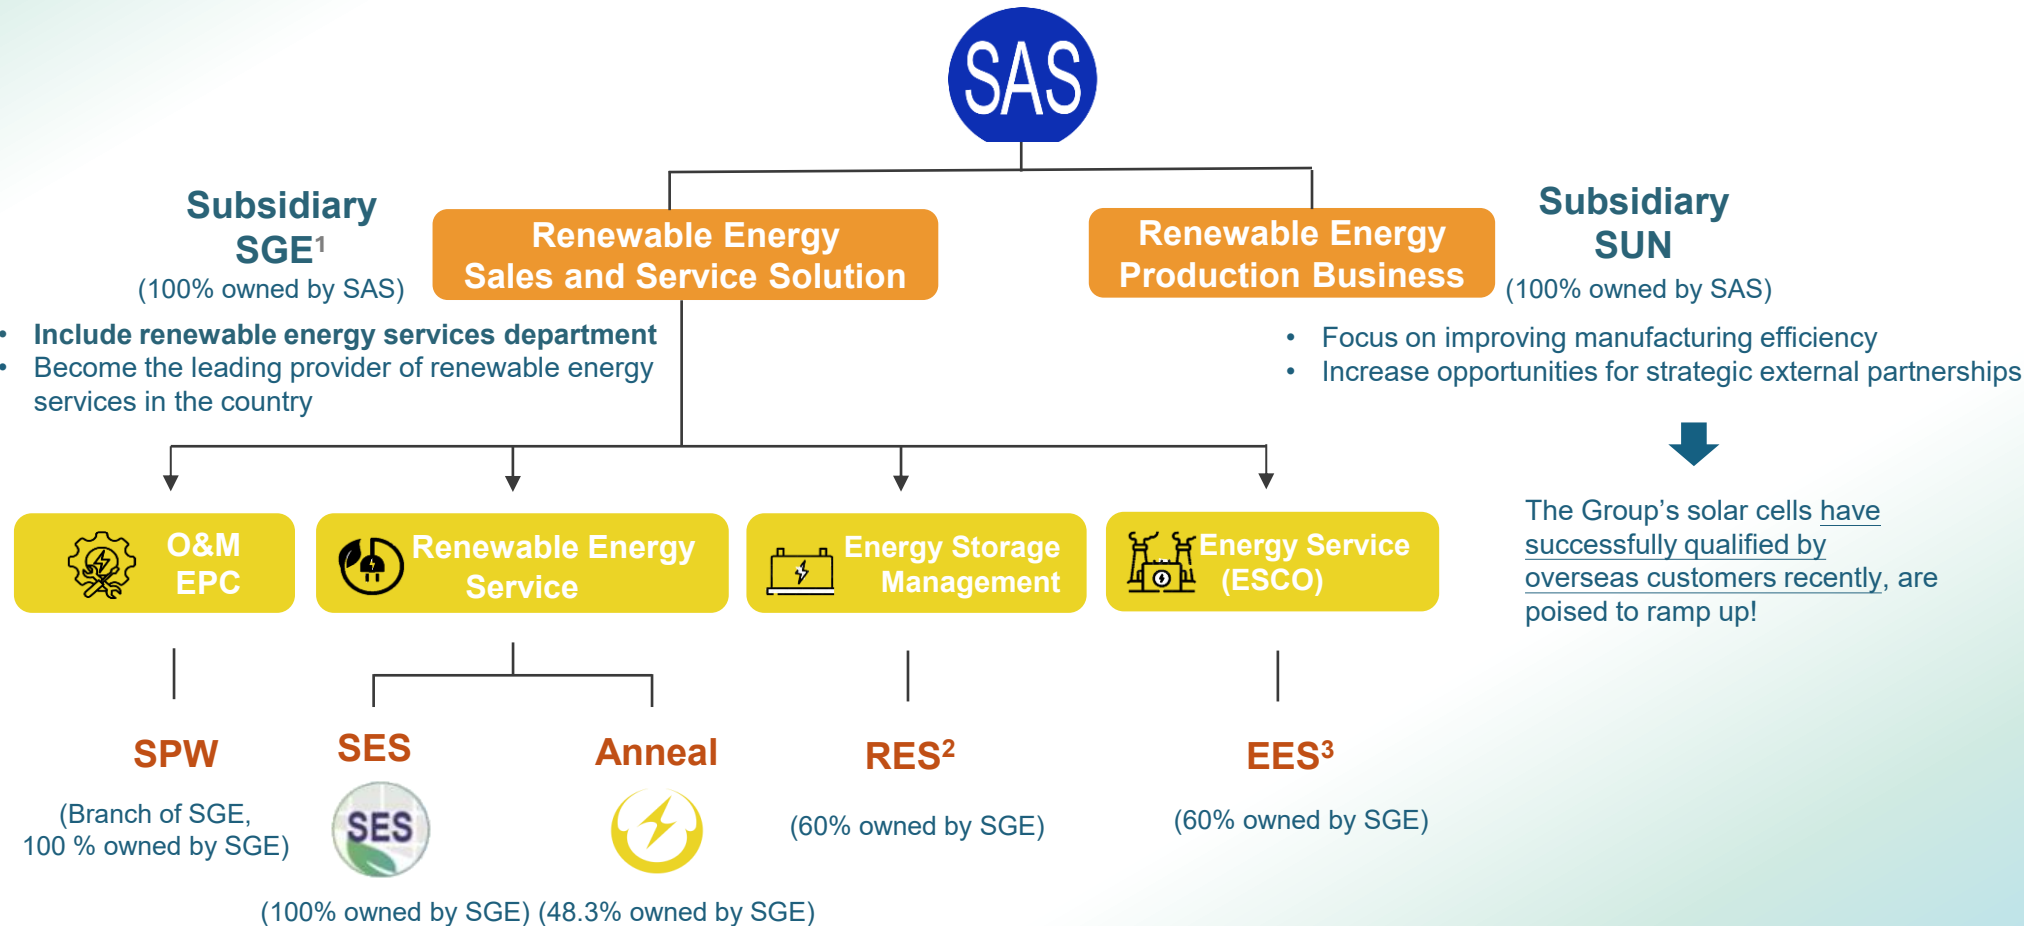 SAS
Subsidiary
SGE¹
(100% owned by SAS)
Renewable Energy
Sales and Service Solution
Renewable Energy
Production Business
Subsidiary
SUN
(100% owned by SAS)
• Include renewable energy services department
• Become the leading provider of renewable energy
services in the country
• Focus on improving manufacturing efficiency
• Increase opportunities for strategic external partnerships
O&M
EPC
Renewable Energy
Service
Energy Storage
Management
Energy Service
(ESCO)
The Group’s solar cells have
successfully qualified by
overseas customers recently, are
poised to ramp up!
SPW
(Branch of SGE,
100 % owned by SGE)
SES
SES
(100% owned by SGE)
Anneal
(48.3% owned by SGE)
RES²
(60% owned by SGE)
EES³
(60% owned by SGE)